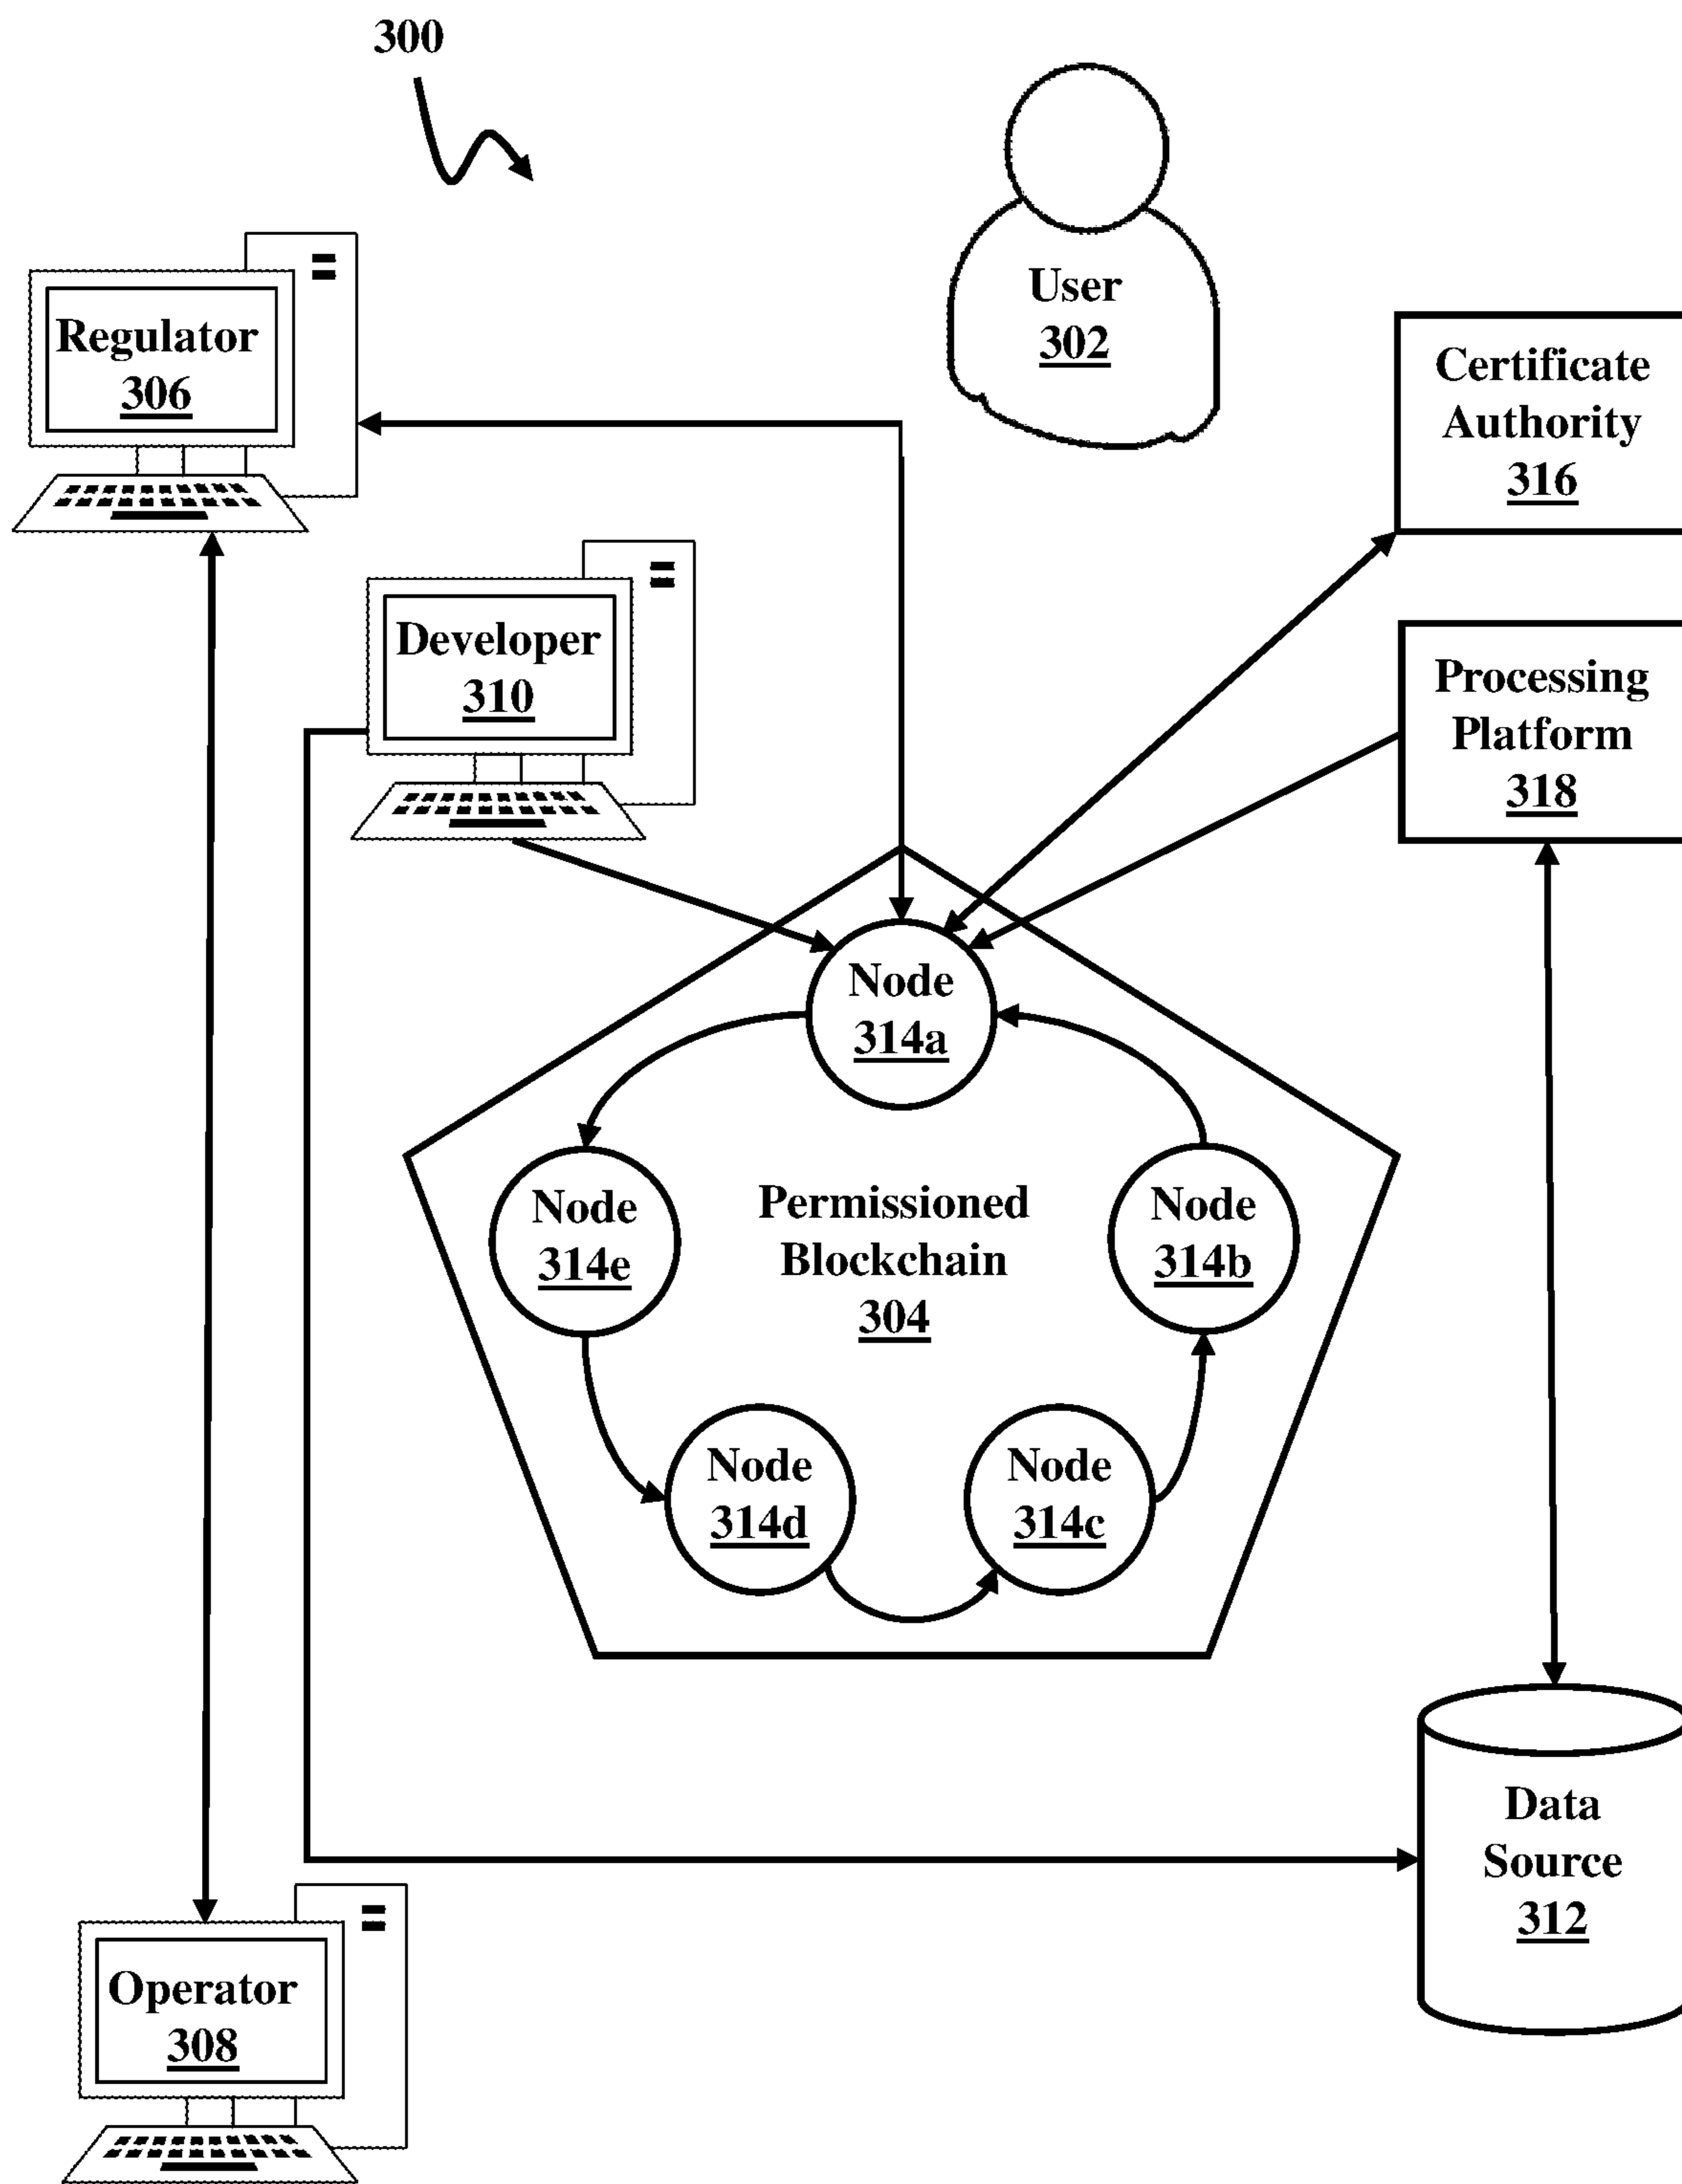 300
User
302
Regulator
306
Certificate
Authority
316
Developer
310
Processing
Platform
318
Node
314a
Node
314e
Permissioned
Blockchain
304
Node
314b
Node
314d
Node
314c
Data
Source
312
Operator
308